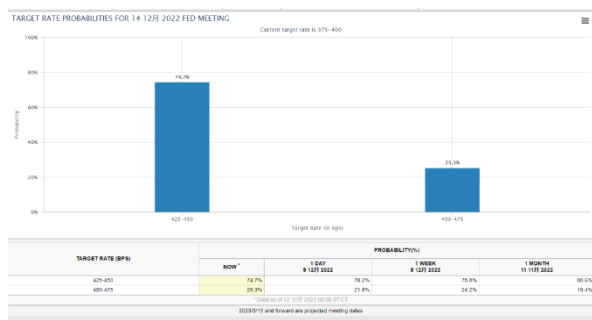 TARGET RATE PROBABILITIES FOR 14 12月 2022 FED MEETING
Current target rate is 375-400
100%
80%
60%
40%
20%
0%
Probability
74.7%
25.3%
425-450
450-475
Target Rate (in bps)
TARGET RATE (BPS)
PROBABILITY(%)
NOW *
1 DAY
9 12月 2022
1 WEEK
5 12月 2022
1 MONTH
11 11月 2022
425-450 74.7% 78.2% 75.8% 80.6%
450-475 25.3% 21.8% 24.2% 19.4%
* Data as of 12 12月 2022 CT
2023/3/15 and forward are projected meeting dates